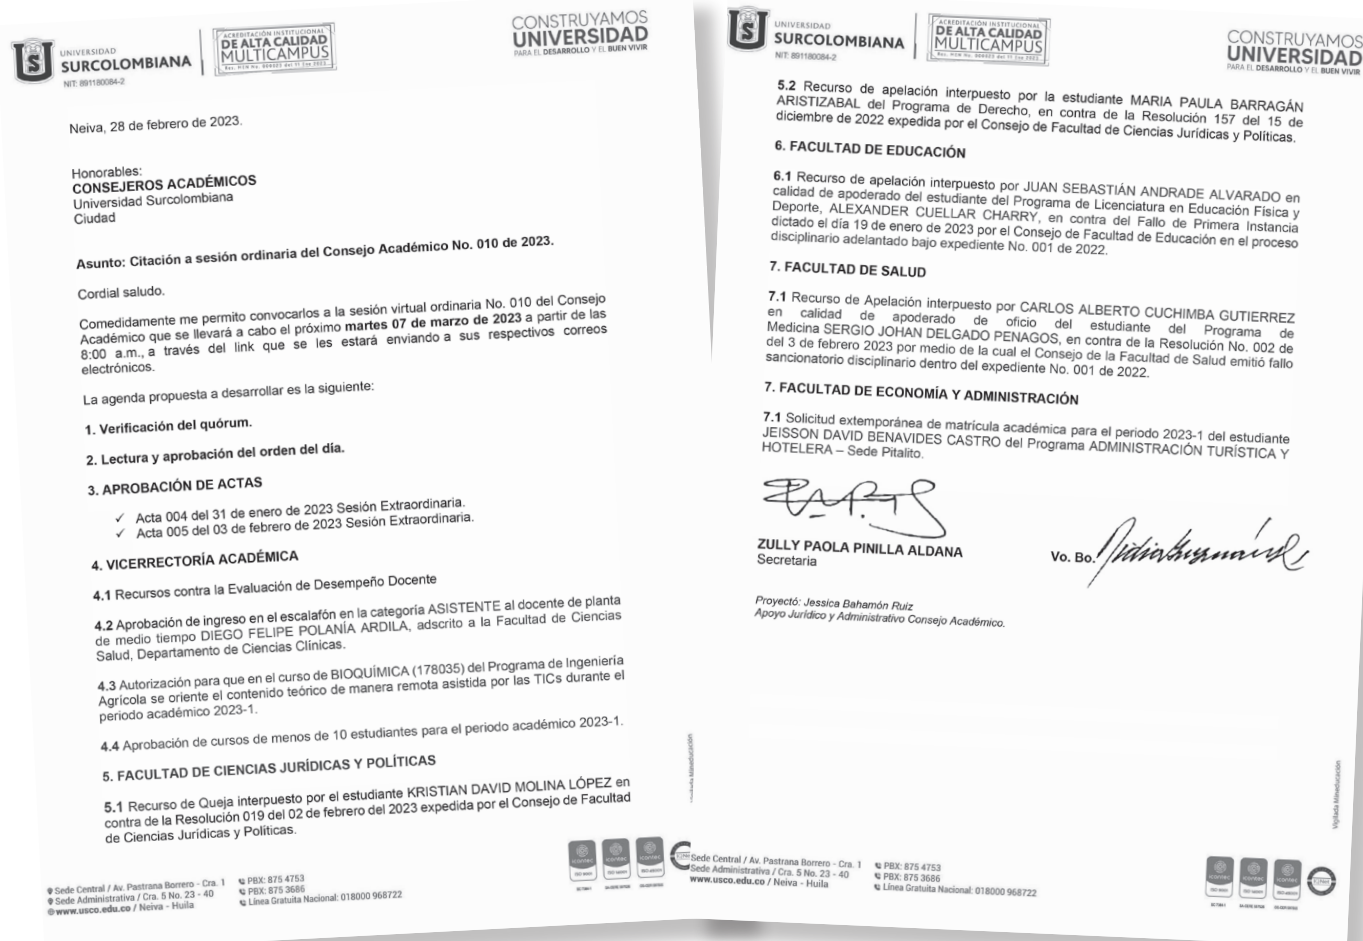 UNIVERSIDAD
SURCOLOMBIANA
NIT: 891180084-2
ACREDITACIÓN INSTITUCIONAL
DE ALTA CALIDAD
MULTICAMPUS
CONSTRUYAMOS
UNIVERSIDAD
PARA EL DESARROLLO Y EL BUEN VIVIR
Neiva, 28 de febrero de 2023.
Honorables:
CONSEJEROS ACADÉMICOS
Universidad Surcolombiana
Ciudad
Asunto: Citación a sesión ordinaria del Consejo Académico No. 010 de 2023.
Cordial saludo.
Comedidamente me permito convocarlos a la sesión virtual ordinaria No. 010 del Consejo
Académico que se llevará a cabo el próximo martes 07 de marzo de 2023 a partir de las
8:00 a.m., a través del link que se les estará enviando a sus respectivos correos
electrónicos.
La agenda propuesta a desarrollar es la siguiente:
1. Verificación del quórum.
2. Lectura y aprobación del orden del día.
3. APROBACIÓN DE ACTAS
✓ Acta 004 del 31 de enero de 2023 Sesión Extraordinaria.
✓ Acta 005 del 03 de febrero de 2023 Sesión Extraordinaria.
4. VICERRECTORÍA ACADÉMICA
4.1 Recursos contra la Evaluación de Desempeño Docente
4.2 Aprobación de ingreso en el escalafón en la categoría ASISTENTE al docente de planta
de medio tiempo DIEGO FELIPE POLANÍA ARDILA, adscrito a la Facultad de Ciencias
Salud, Departamento de Ciencias Clínicas.
4.3 Autorización para que en el curso de BIOQUÍMICA (178035) del Programa de Ingeniería
Agrícola se oriente el contenido teórico de manera remota asistida por las TICs durante el
periodo académico 2023-1.
4.4 Aprobación de cursos de menos de 10 estudiantes para el periodo académico 2023-1.
5. FACULTAD DE CIENCIAS JURÍDICAS Y POLÍTICAS
5.1 Recurso de Queja interpuesto por el estudiante KRISTIAN DAVID MOLINA LÓPEZ en
contra de la Resolución 019 del 02 de febrero del 2023 expedida por el Consejo de Facultad
de Ciencias Jurídicas y Políticas.
Sede Central / Av. Pastrana Borrero - Cra. 1
Sede Administrativa / Cra. 5 No. 23 - 40
www.usco.edu.co / Neiva - Huila
PBX: 875 4753
PBX: 875 3686
Línea Gratuita Nacional: 018000 968722
icontec
icontec
icontec
UNIVERSIDAD
SURCOLOMBIANA
NIT: 891180084-2
ACREDITACIÓN INSTITUCIONAL
DE ALTA CALIDAD
MULTICAMPUS
CONSTRUYAMOS
UNIVERSIDAD
PARA EL DESARROLLO Y EL BUEN VIVIR
5.2 Recurso de apelación interpuesto por la estudiante MARIA PAULA BARRAGÁN
ARISTIZABAL del Programa de Derecho, en contra de la Resolución 157 del 15 de
diciembre de 2022 expedida por el Consejo de Facultad de Ciencias Jurídicas y Políticas.
6. FACULTAD DE EDUCACIÓN
6.1 Recurso de apelación interpuesto por JUAN SEBASTIÁN ANDRADE ALVARADO en
calidad de apoderado del estudiante del Programa de Licenciatura en Educación Física y
Deporte, ALEXANDER CUELLAR CHARRY, en contra del Fallo de Primera Instancia
dictado el día 19 de enero de 2023 por el Consejo de Facultad de Educación en el proceso
disciplinario adelantado bajo expediente No. 001 de 2022.
7. FACULTAD DE SALUD
7.1 Recurso de Apelación interpuesto por CARLOS ALBERTO CUCHIMBA GUTIERREZ
en calidad de apoderado de oficio del estudiante del Programa de
Medicina SERGIO JOHAN DELGADO PENAGOS, en contra de la Resolución No. 002
del 3 de febrero 2023 por medio de la cual el Consejo de la Facultad de Salud emitió fallo
sancionatorio disciplinario dentro del expediente No. 001 de 2022.
7. FACULTAD DE ECONOMÍA Y ADMINISTRACIÓN
7.1 Solicitud extemporánea de matrícula académica para el periodo 2023-1 del estudiante
JEISSON DAVID BENAVIDES CASTRO del Programa ADMINISTRACIÓN TURÍSTICA Y
HOTELERA – Sede Pitalito.
ZULLY PAOLA PINILLA ALDANA
Secretaria
Vo. Bo.
Proyectó: Jessica Bahamón Ruiz
Apoyo Jurídico y Administrativo Consejo Académico.
Vigilada Mineducación
Sede Central / Av. Pastrana Borrero - Cra. 1
Sede Administrativa / Cra. 5 No. 23 - 40
www.usco.edu.co / Neiva - Huila
PBX: 875 4753
PBX: 875 3686
Línea Gratuita Nacional: 018000 968722
icontec
icontec
icontec